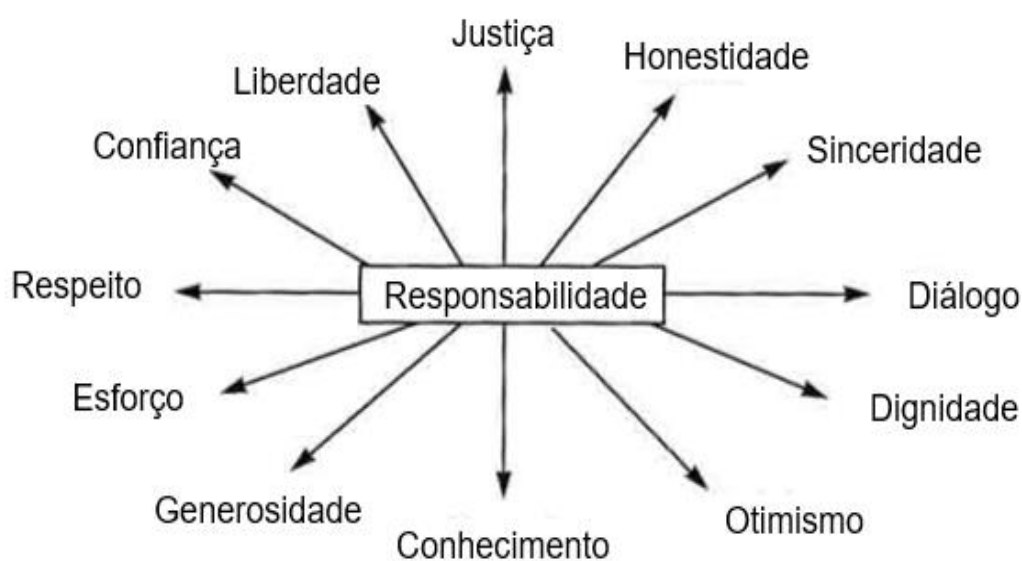 Justiça
Honestidade
Liberdade
Confiança
Sinceridade
Respeito
Responsabilidade
Diálogo
Esforço
Dignidade
Generosidade
Otimismo
Conhecimento